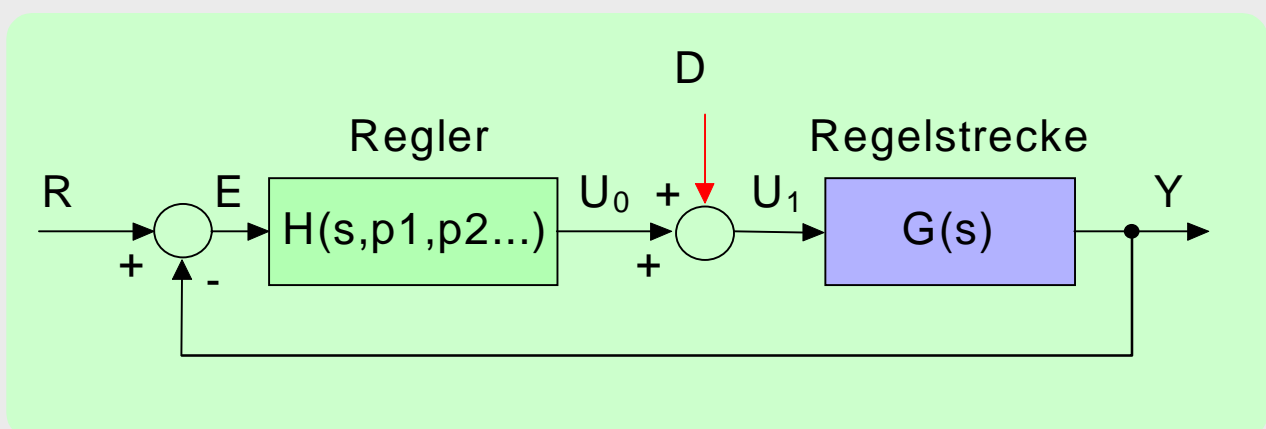 D
Regler
Regelstrecke
R
E
U₀
+
U₁
Y
H(s,p1,p2...)
G(s)
+
-
+